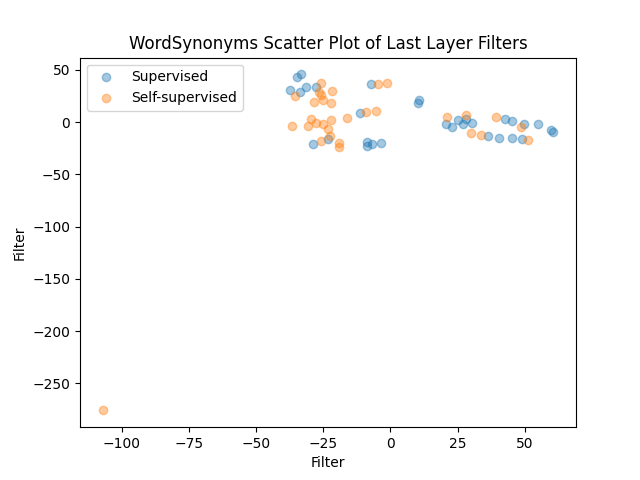 WordSynonyms Scatter Plot of Last Layer Filters
Supervised
Self-supervised
50
0
−50
−100
−150
−200
−250
Filter
−100
−75
−50
−25
0
25
50
Filter